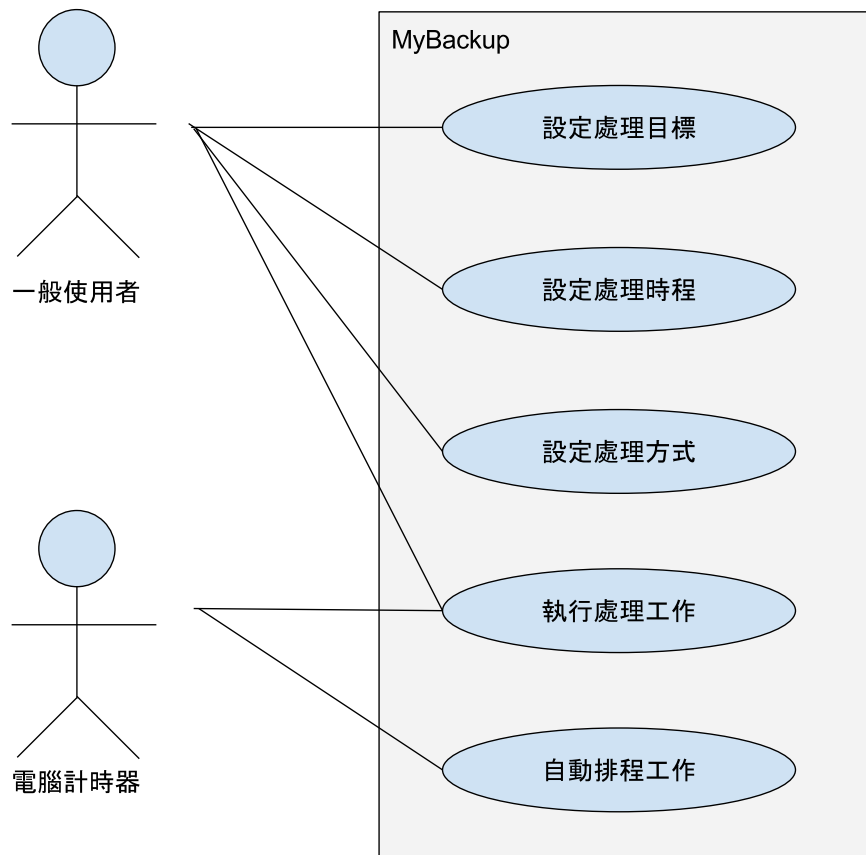 MyBackup
設定處理目標
設定處理時程
一般使用者
設定處理方式
執行處理工作
自動排程工作
電腦計時器